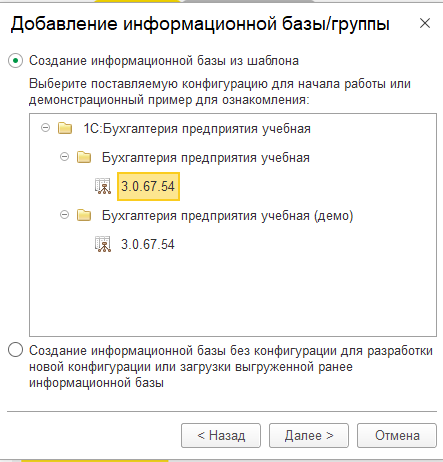 Добавление информационной базы/группы
Создание информационной базы из шаблона
Выберите поставляемую конфигурацию для начала работы или
демонстрационный пример для ознакомления:
1С:Бухгалтерия предприятия учебная
Бухгалтерия предприятия учебная
3.0.67.54
Бухгалтерия предприятия учебная (демо)
3.0.67.54
Создание информационной базы без конфигурации для разработки
новой конфигурации или загрузки выгруженной ранее
информационной базы
< Назад Далее > Отмена